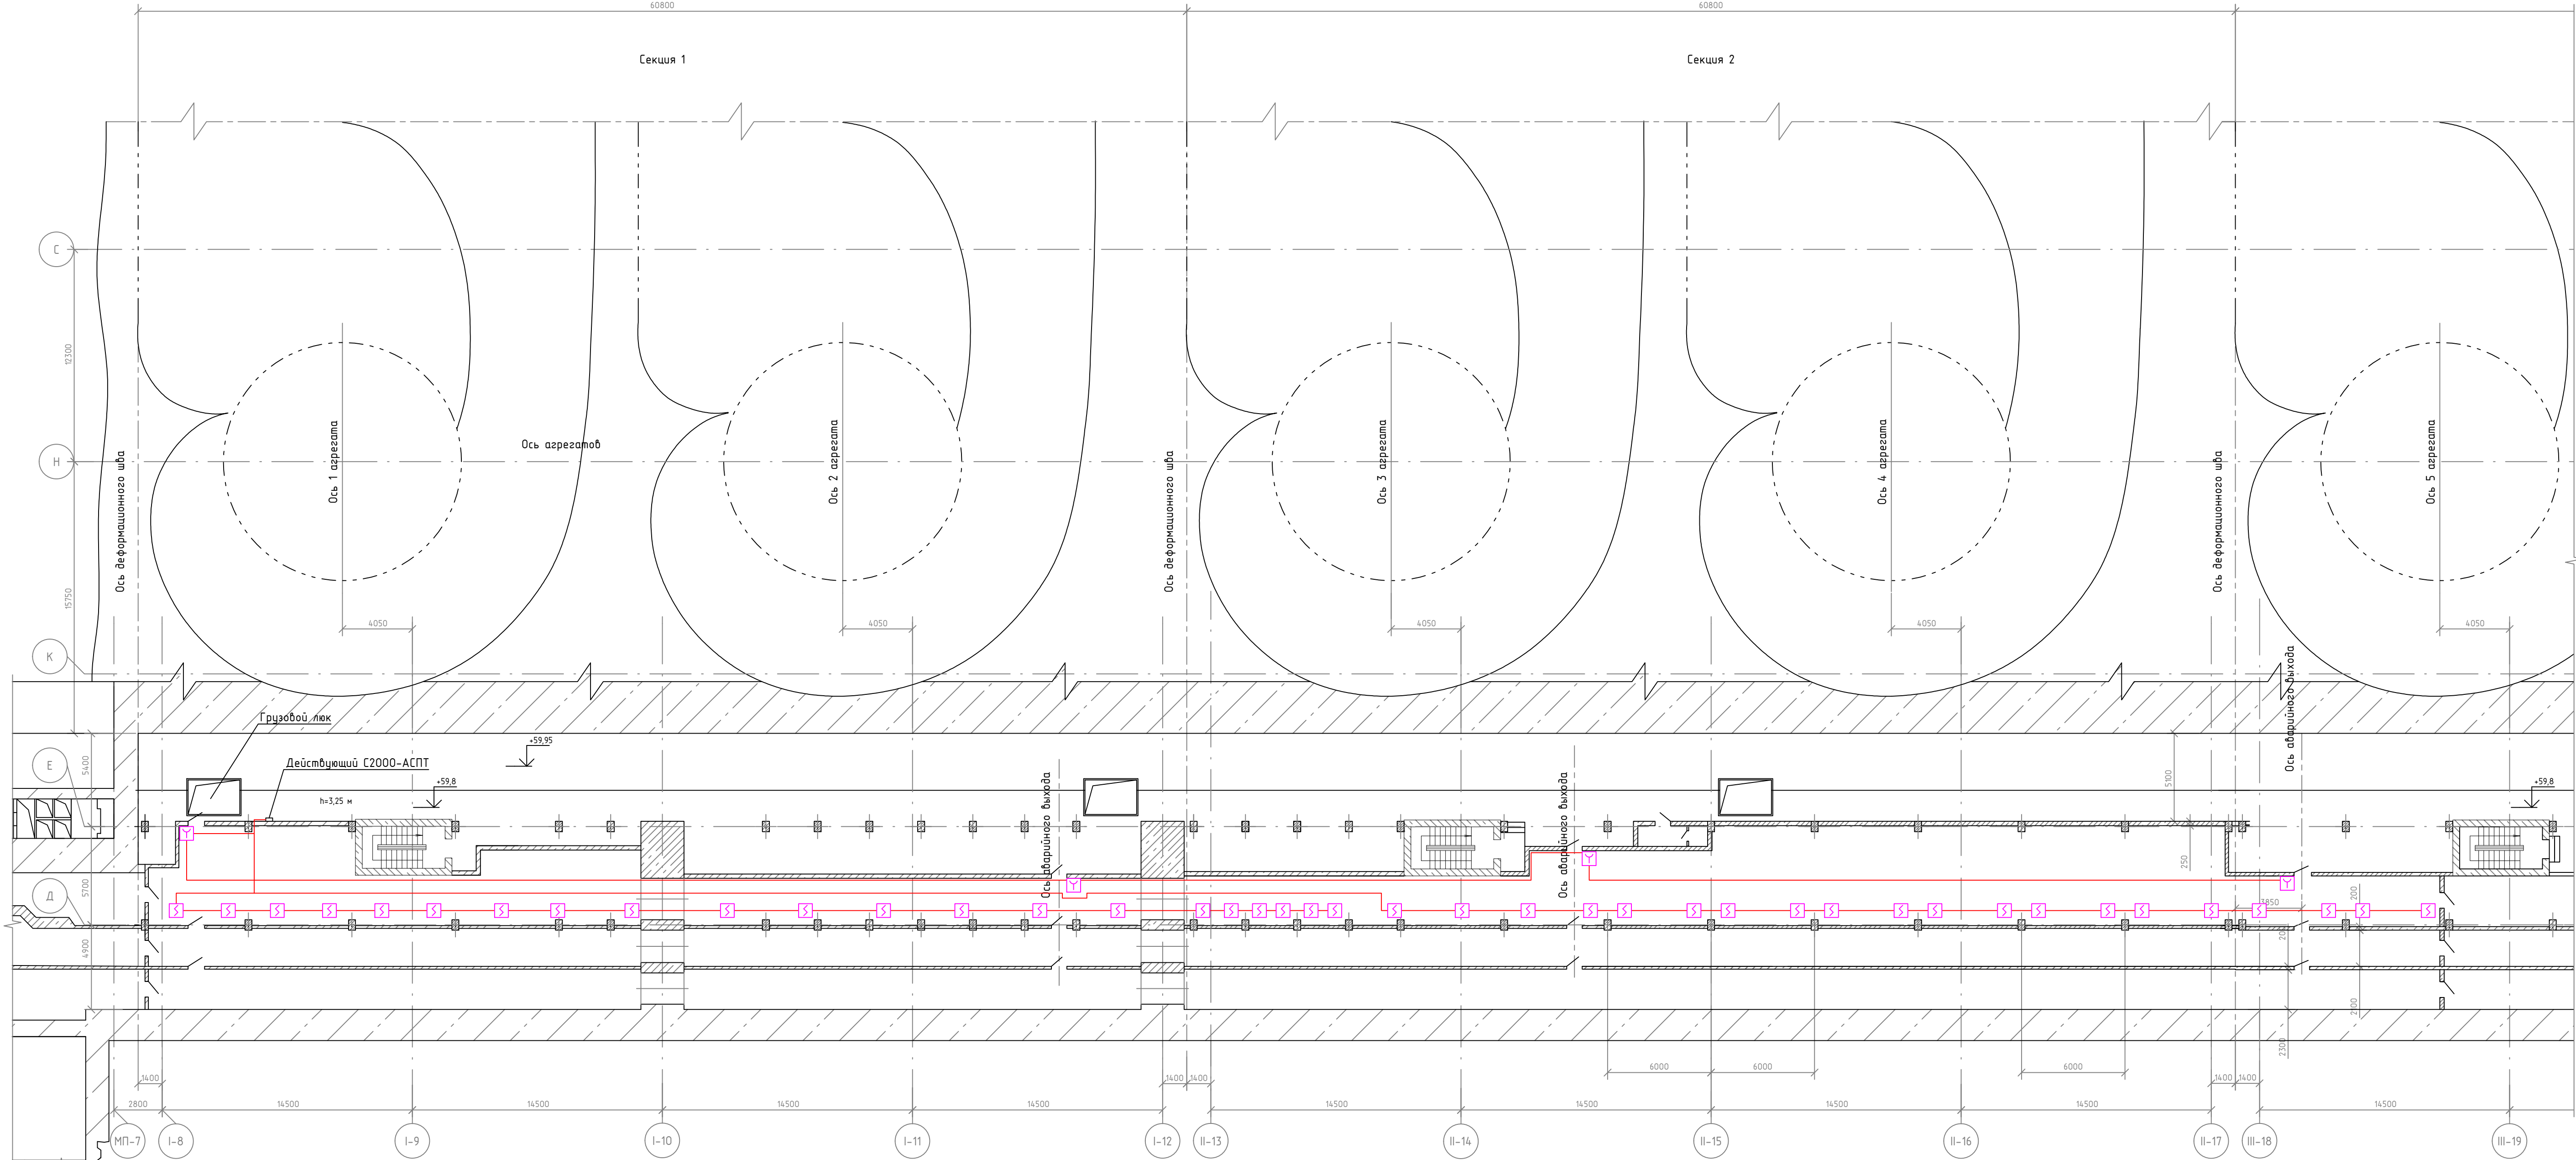 60800
60800
Секция 1
Секция 2
С
12300
Н
15750
К
Ось деформационного шва
Ось 1 агрегата
Ось агрегатов
Ось 2 агрегата
Ось деформационного шва
Ось 3 агрегата
Ось 4 агрегата
Ось деформационного шва
Ось 5 агрегата
4050
4050
4050
4050
4050
Грузовой люк
Действующий С2000-АСПТ
+59,95
+59,8
h=3,25 м
+59,8
Е
5400
Д
5700
4900
Ось аварийного выхода
Ось аварийного выхода
Ось аварийного выхода
5100
250
200
3850
200
2100
2300
6000
6000
6000
1400
1400
1400
1400
1400
2800
14500
14500
14500
14500
14500
14500
14500
14500
14500
МП-7
I-8
I-9
I-10
I-11
I-12
II-13
II-14
II-15
II-16
II-17
III-18
III-19